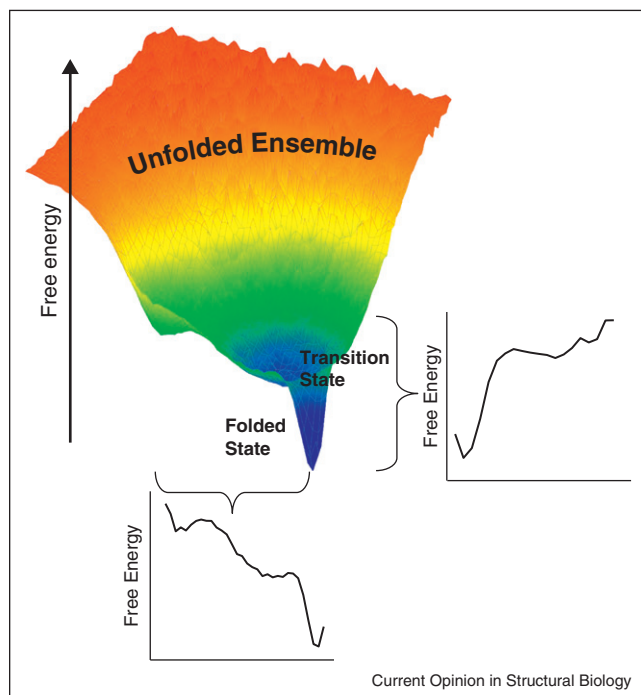 Unfolded Ensemble
Free energy
Transition
State
Folded
State
Free Energy
Free Energy
Current Opinion in Structural Biology